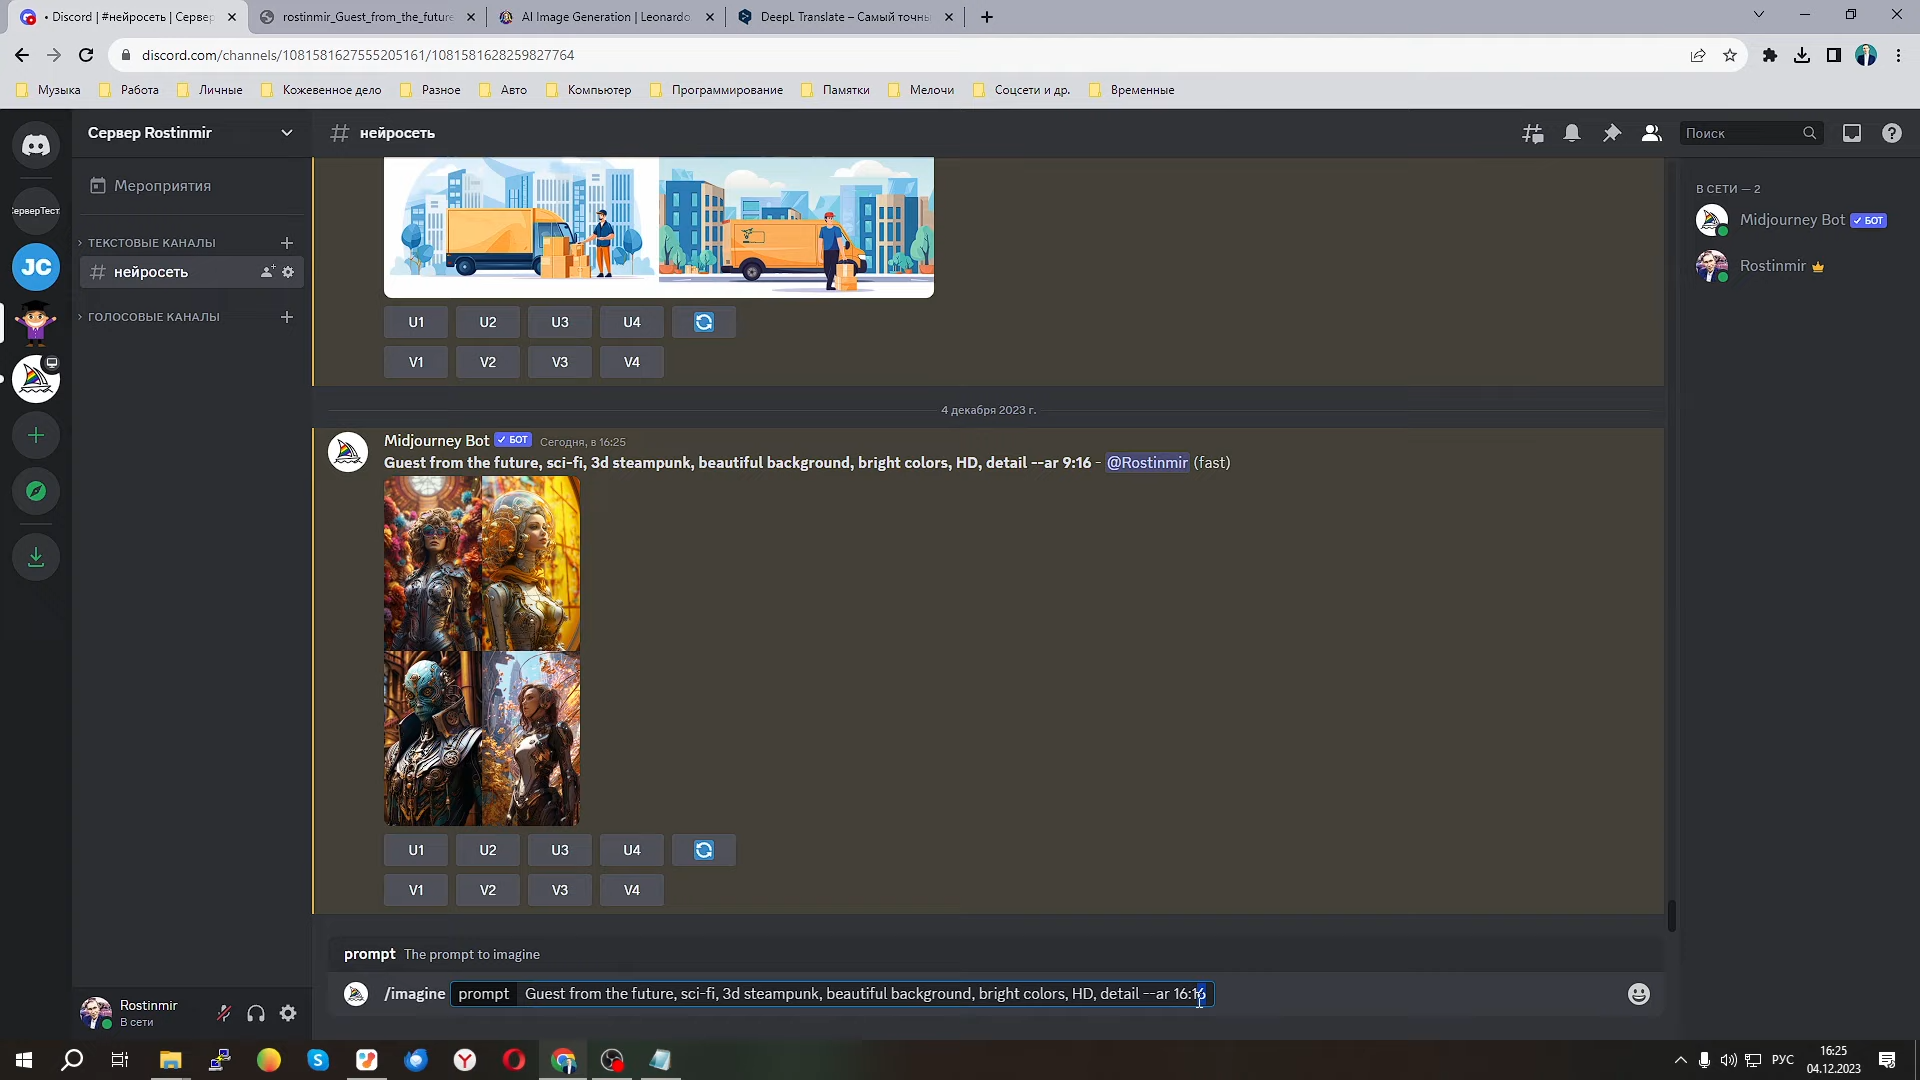 • Discord | #нейросеть | Сервер
rostinmir_Guest_from_the_future
AI Image Generation | Leonardo
DeepL Translate – Самый точны
discord.com/channels/1081581627555205161/1081581628259827764
Музыка
Работа
Личные
Кожевенное дело
Разное
Авто
Компьютер
Программирование
Памятки
Мелочи
Соцсети и др.
Временные
Сервер Rostinmir
нейросеть
Поиск
Мероприятия
ТЕКСТОВЫЕ КАНАЛЫ
нейросеть
ГОЛОСОВЫЕ КАНАЛЫ
JC
U1 U2 U3 U4
V1 V2 V3 V4
4 декабря 2023 г.
Midjourney Bot ✓ БОТ Сегодня, в 16:25
Guest from the future, sci-fi, 3d steampunk, beautiful background, bright colors, HD, detail --ar 9:16 - @Rostinmir (fast)
U1 U2 U3 U4
V1 V2 V3 V4
prompt The prompt to imagine
/imagine prompt Guest from the future, sci-fi, 3d steampunk, beautiful background, bright colors, HD, detail --ar 16:16
В СЕТИ — 2
Midjourney Bot ✓ БОТ
Rostinmir
Rostinmir
В сети
РУС
16:25
04.12.2023